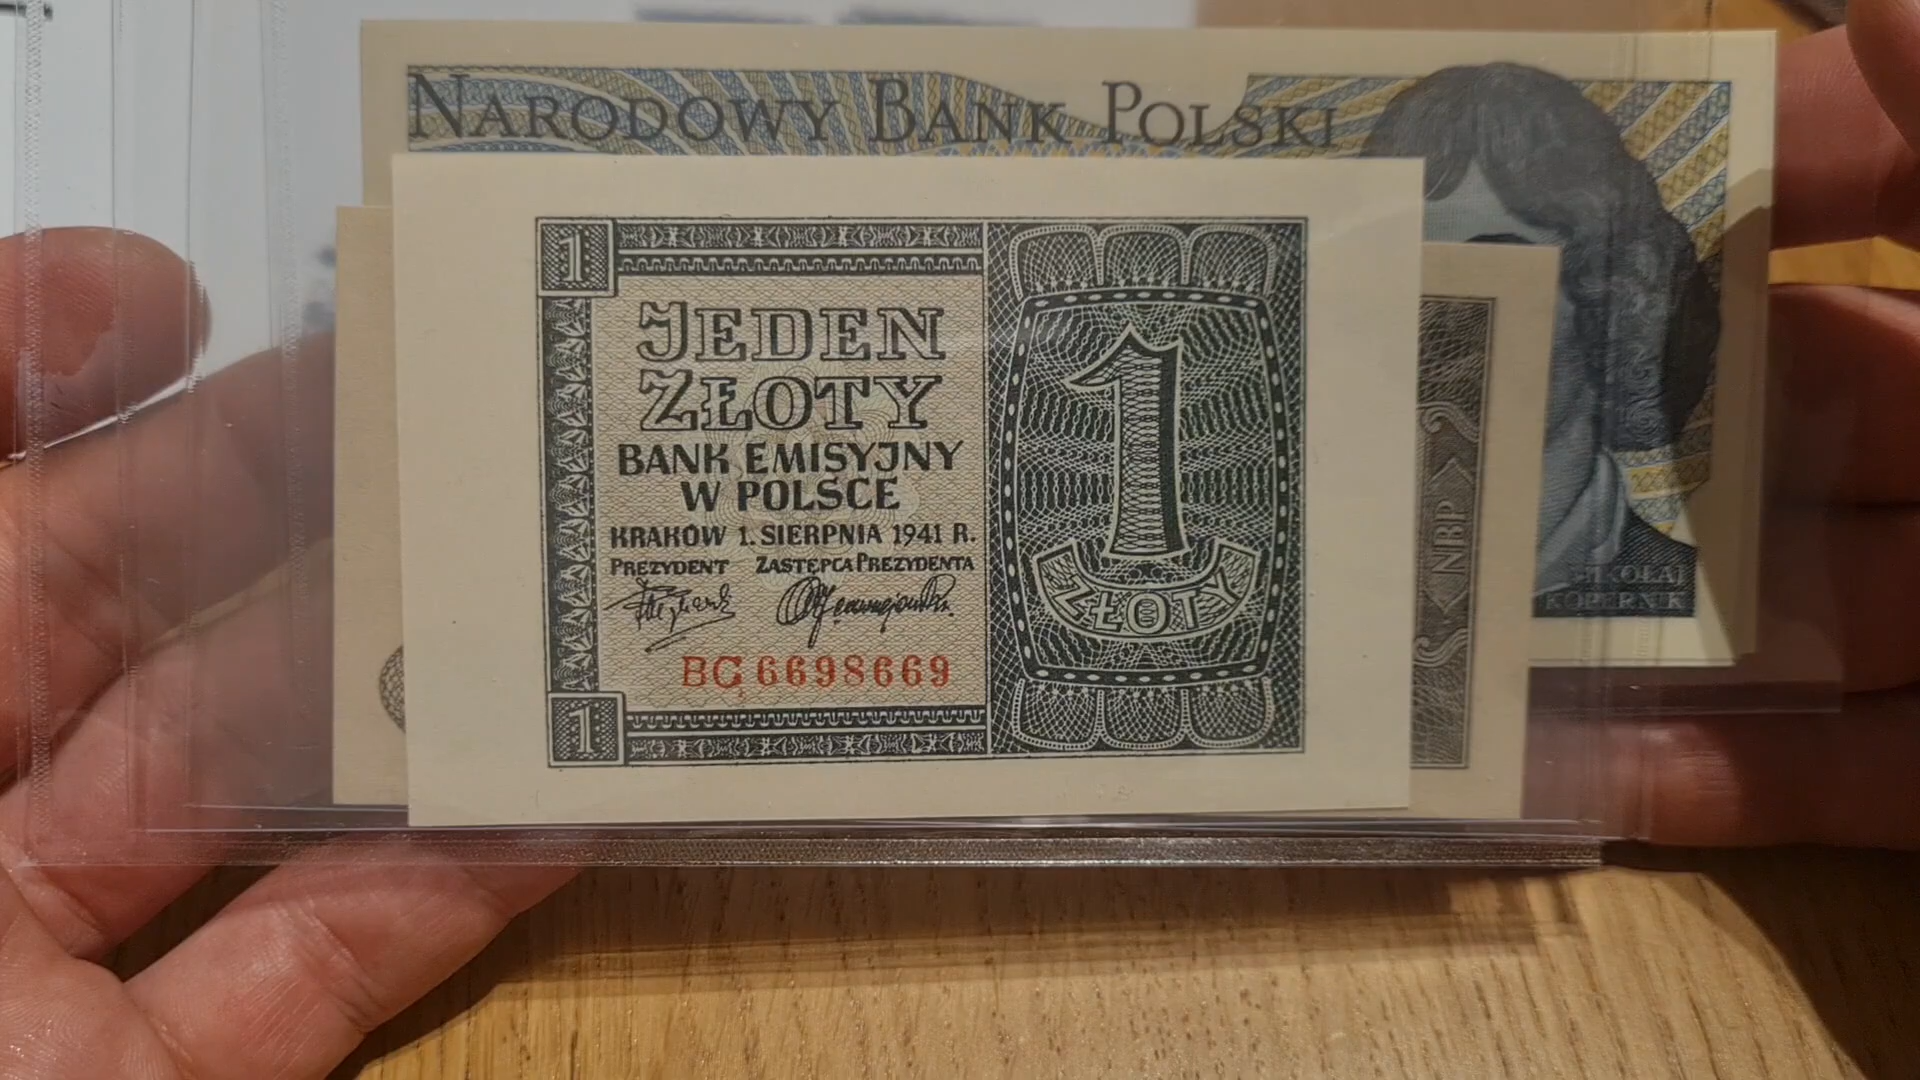 NARODOWY BANK POLSKI
1
JEDEN
ZŁOTY
BANK EMISYJNY
W POLSCE
KRAKÓW 1. SIERPNIA 1941 R.
PREZYDENT ZASTĘPCA PREZYDENTA
BC 6698669
1
1
ZŁOTY
NBP
MIKOŁAJ
KOPERNIK